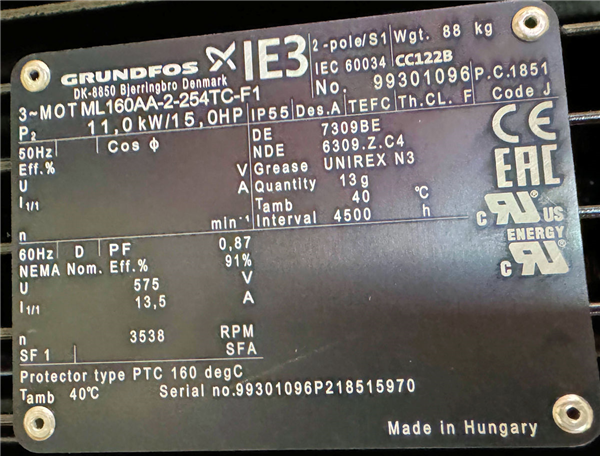 GRUNDFOS IE3
DK-8850 Bjerringbro Denmark
2-pole/S1 Wgt. 88 kg
IEC 60034 CC122B
No. 99301096 P.C.1851
3~MOT ML160AA-2-254TC-F1
P2 11,0kW/15,0HP IP55 Des.A TEFC Th.CL. F Code J
50Hz Cos ϕ
Eff.% 
U V
I1/1 A
n min⁻¹
DE 7309BE
NDE 6309.Z.C4
Grease UNIREX N3
Quantity 13g
Tamb 40 °C
Interval 4500 h
CE
EAC
c RU US
ENERGY
c RU
60Hz D PF 0,87
NEMA Nom. Eff.% 91%
U 575 V
I1/1 13,5 A
n 3538 RPM
SF 1 SFA
Protector type PTC 160 degC
Tamb 40°C Serial no.99301096P218515970
Made in Hungary